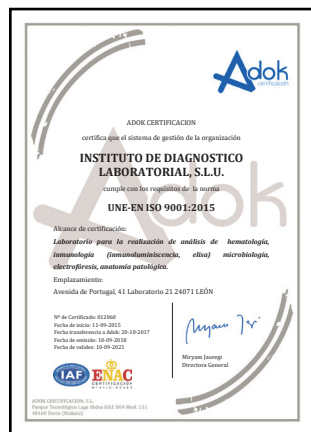 Adok
certificación
ADOK CERTIFICACION
certifica que el sistema de gestión de la organización
INSTITUTO DE DIAGNOSTICO
LABORATORIAL, S.L.U.
cumple con los requisitos de la norma
UNE-EN ISO 9001:2015
Alcance de certificación:
Laboratorio para la realización de análisis de hematología,
inmunología (inmunoluminiscencia, elisa) microbiología,
electroforesis, anatomía patológica.
Emplazamiento:
Avenida de Portugal, 41 Laboratorio 21 24071 LEÓN
Nº de Certificado: 012060
Fecha de inicio: 11-09-2015
Fecha transferencia a Adok: 20-10-2017
Fecha de emisión: 10-09-2018
Fecha de validez: 10-09-2021
Miryam Jauregi
Directora General
IAF
ENAC
CERTIFICACIÓN
ADOK CERTIFICACION, S.L.